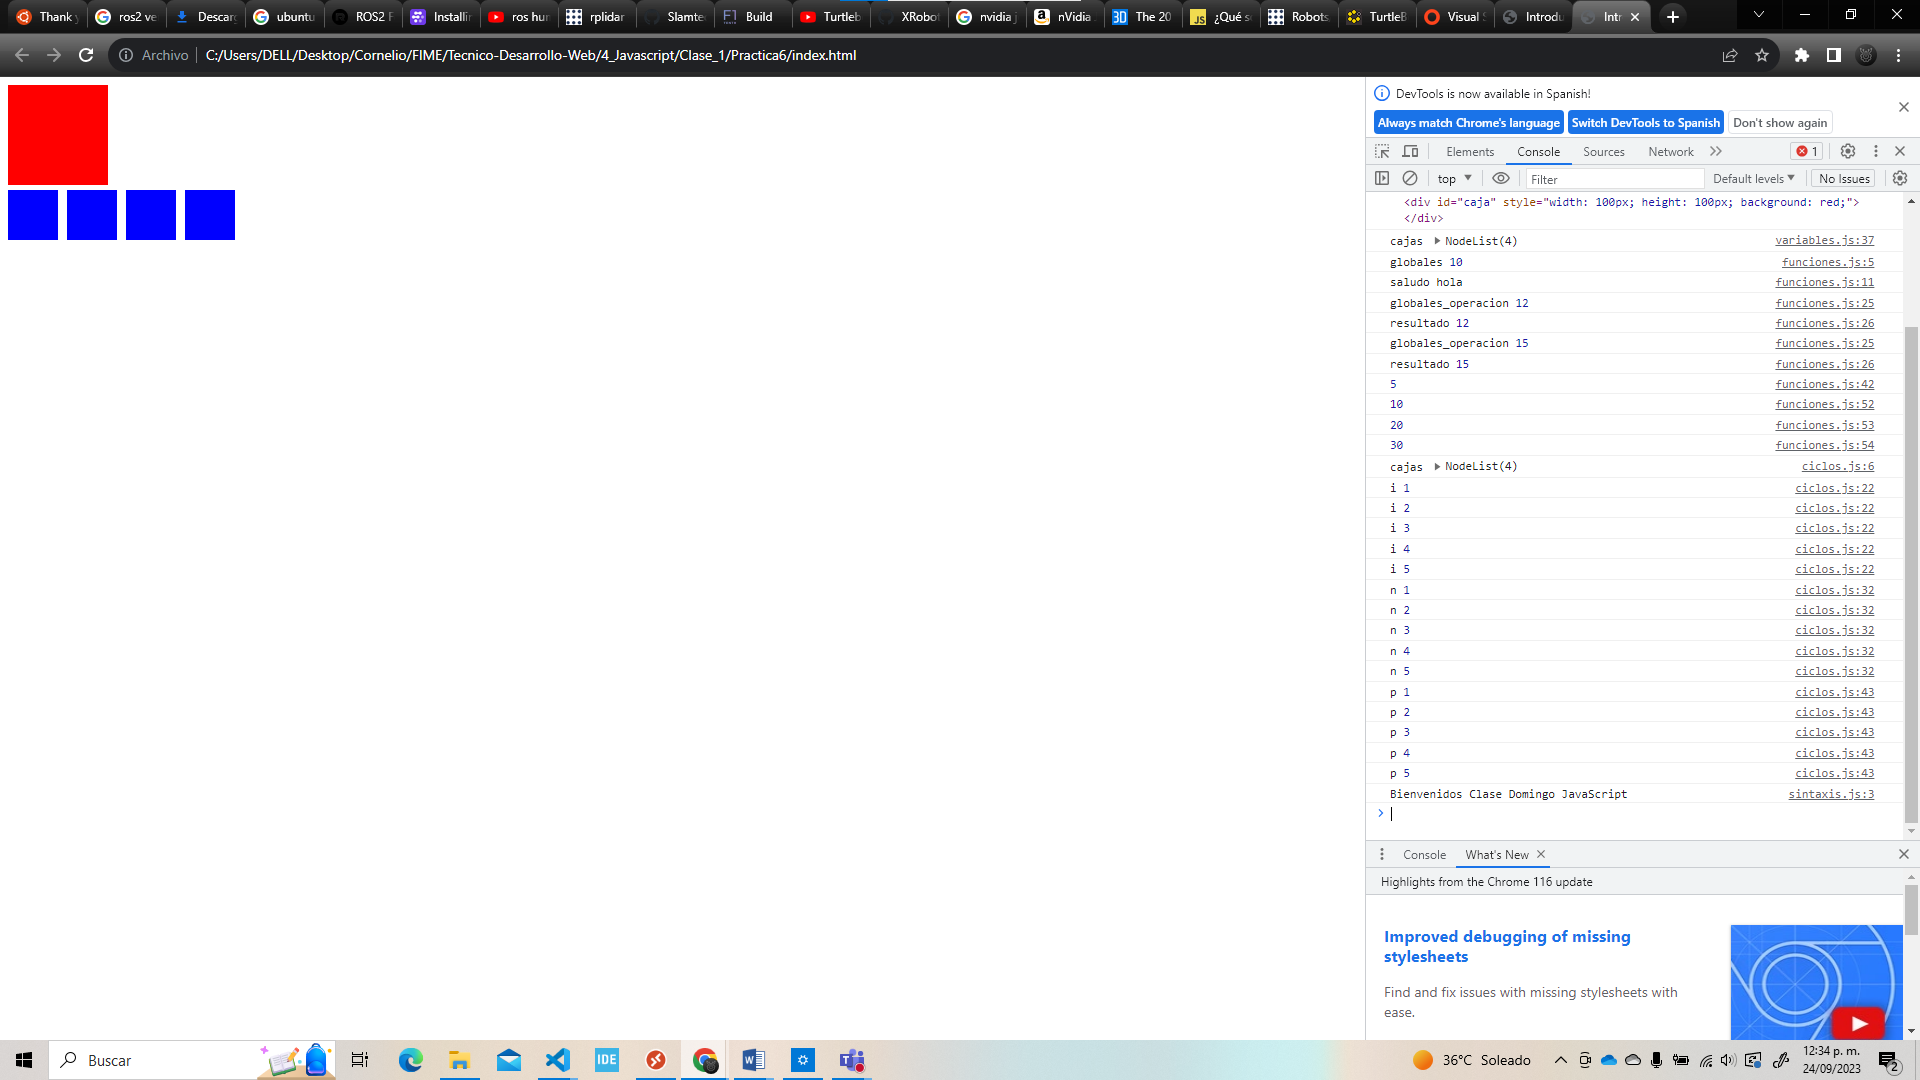 Thank y
ros2 ve
Descarg
ubuntu
ROS2 F
Installin
ros hum
rplidar
Slamte
F1 Build
Turtleb
XRobot
nvidia j
nVidia
3D The 20
JS ¿Qué s
Robots
TurtleB
Visual S
Introdu
Intr
Archivo C:/Users/DELL/Desktop/Cornelio/FIME/Tecnico-Desarrollo-Web/4_Javascript/Clase_1/Practica6/index.html
DevTools is now available in Spanish!
Always match Chrome's language Switch DevTools to Spanish Don't show again
Elements Console Sources Network 1
top Filter Default levels No Issues
<div id="caja" style="width: 100px; height: 100px; background: red;">
</div>
cajas NodeList(4) variables.js:37
globales 10 funciones.js:5
saludo hola funciones.js:11
globales_operacion 12 funciones.js:25
resultado 12 funciones.js:26
globales_operacion 15 funciones.js:25
resultado 15 funciones.js:26
5 funciones.js:42
10 funciones.js:52
20 funciones.js:53
30 funciones.js:54
cajas NodeList(4) ciclos.js:6
i 1 ciclos.js:22
i 2 ciclos.js:22
i 3 ciclos.js:22
i 4 ciclos.js:22
i 5 ciclos.js:22
n 1 ciclos.js:32
n 2 ciclos.js:32
n 3 ciclos.js:32
n 4 ciclos.js:32
n 5 ciclos.js:32
p 1 ciclos.js:43
p 2 ciclos.js:43
p 3 ciclos.js:43
p 4 ciclos.js:43
p 5 ciclos.js:43
Bienvenidos Clase Domingo JavaScript sintaxis.js:3
Console What's New
Highlights from the Chrome 116 update
Improved debugging of missing
stylesheets
Find and fix issues with missing stylesheets with
ease.
Buscar
IDE
36°C Soleado
12:34 p. m.
24/09/2023
2